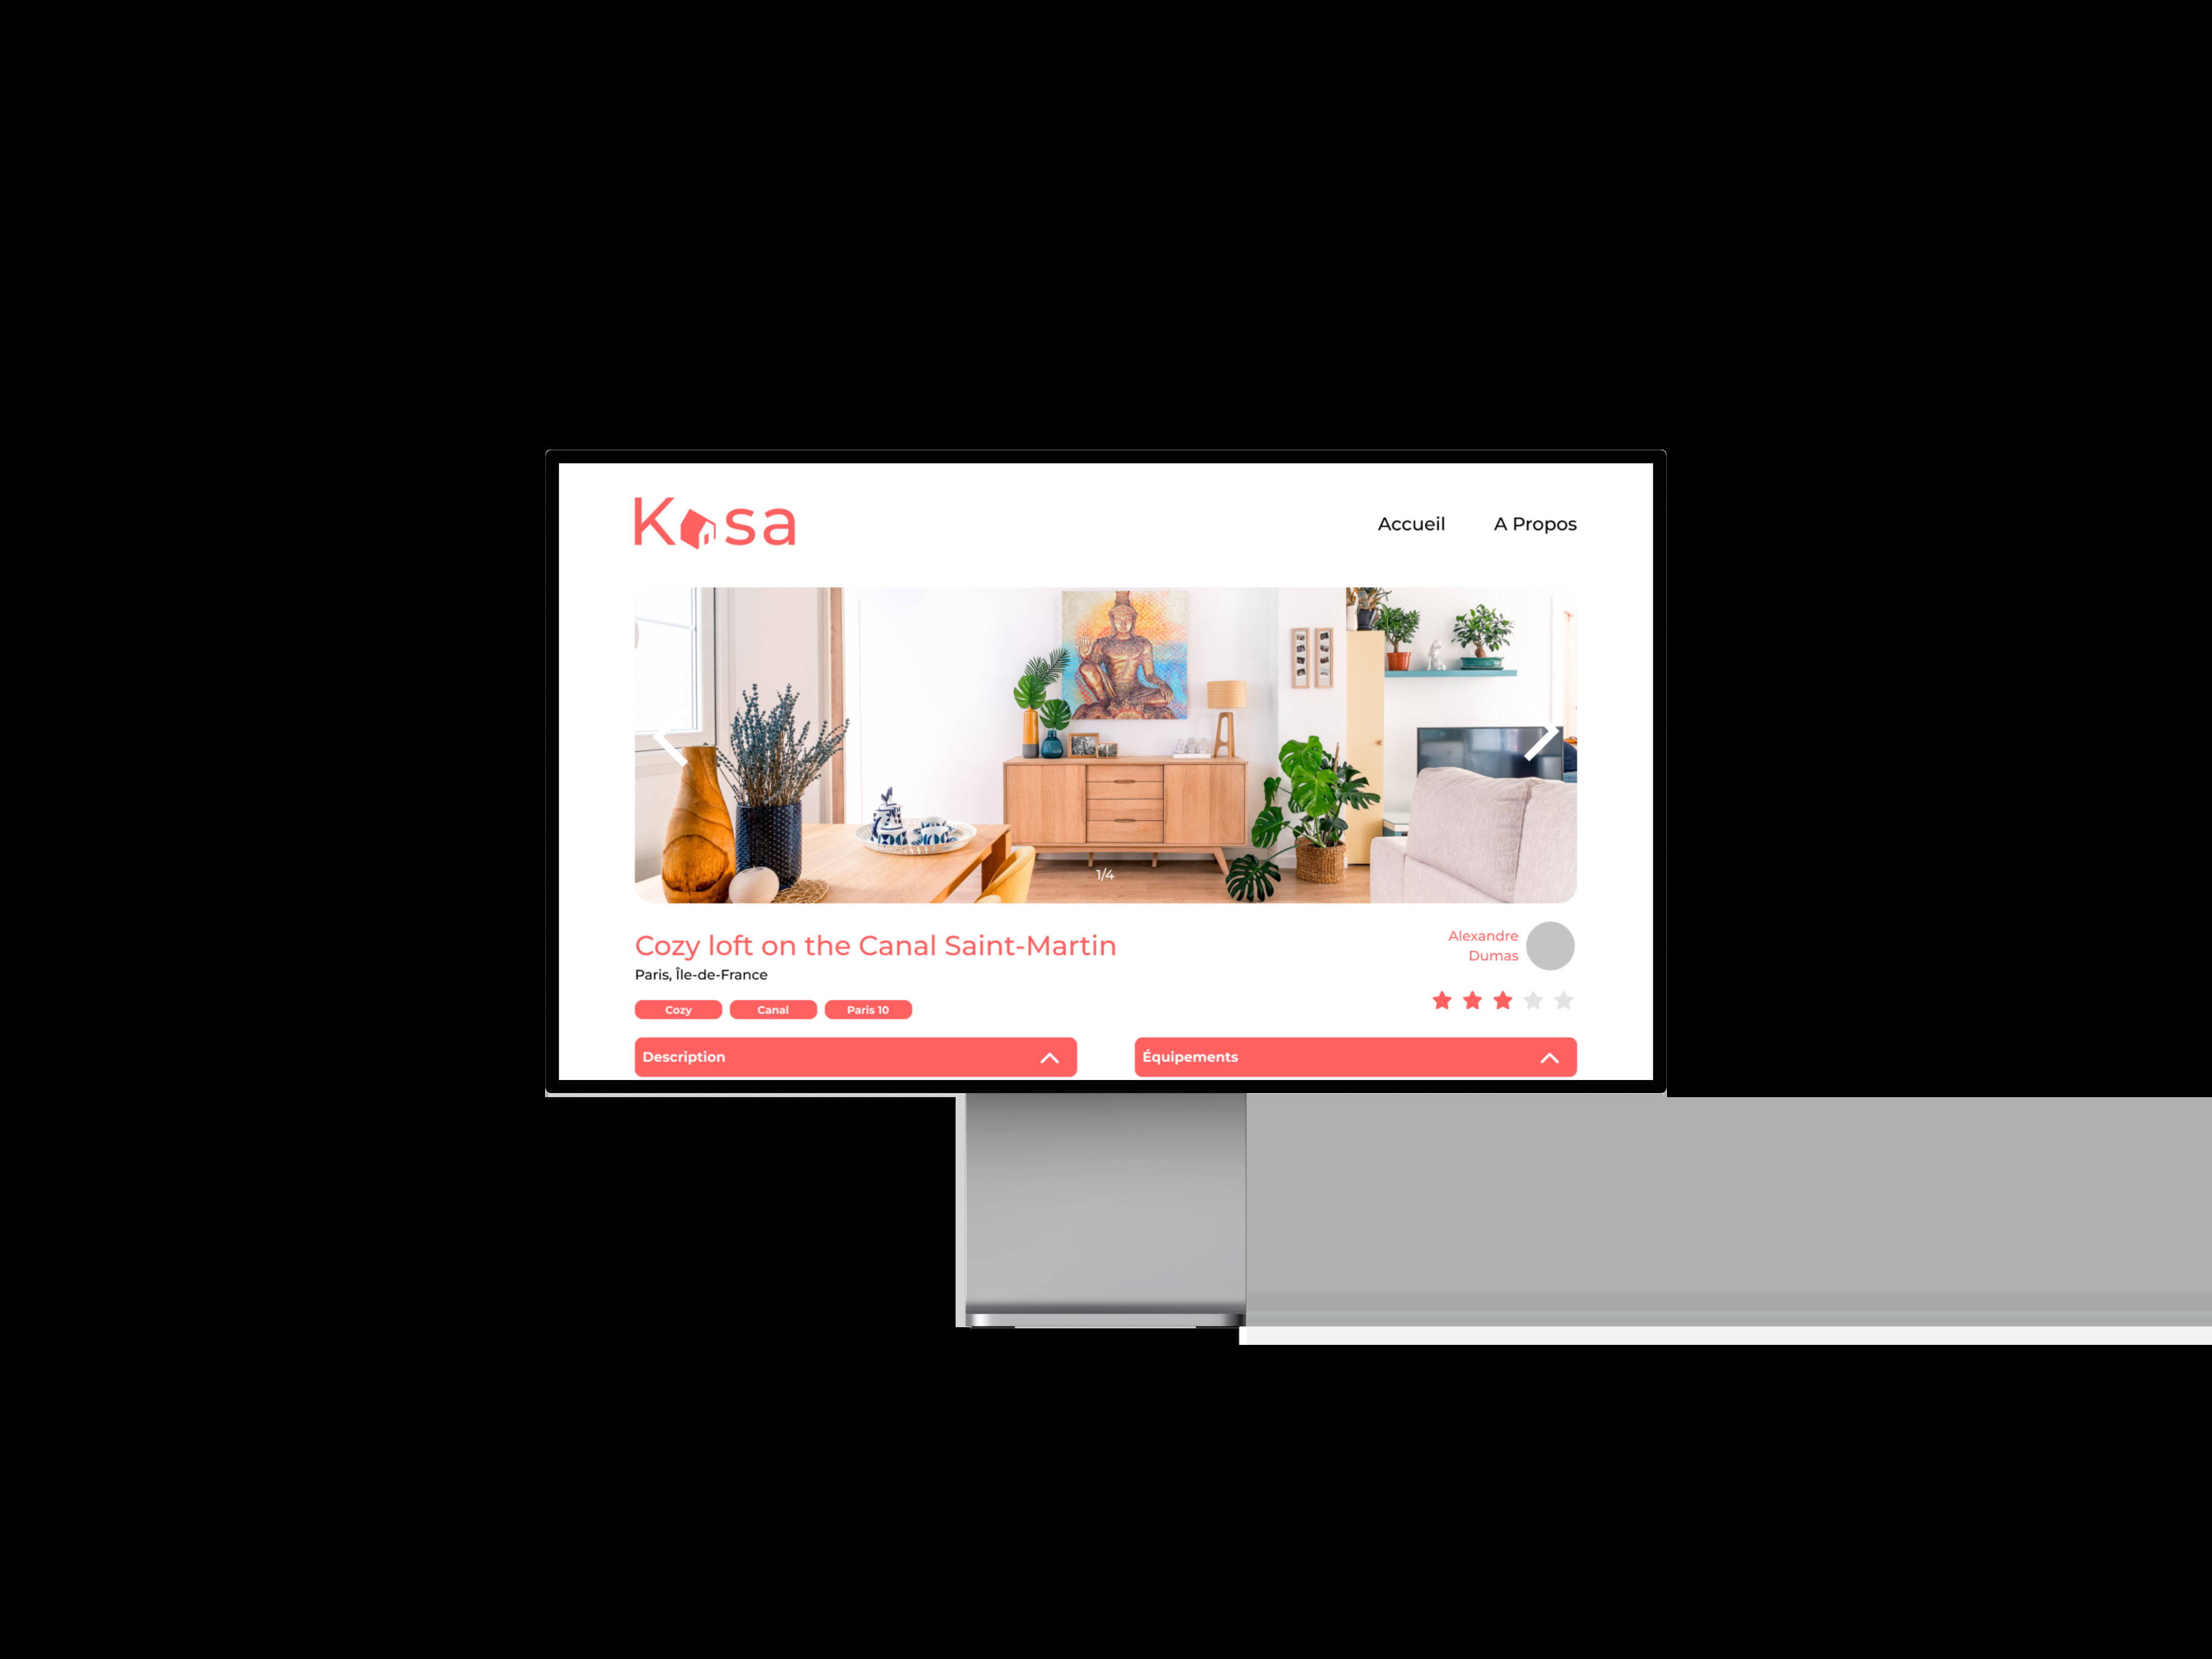 Kasa
Accueil
A Propos
1/4
Cozy loft on the Canal Saint-Martin
Paris, Île-de-France
Alexandre
Dumas
Cozy
Canal
Paris 10
Description
Équipements